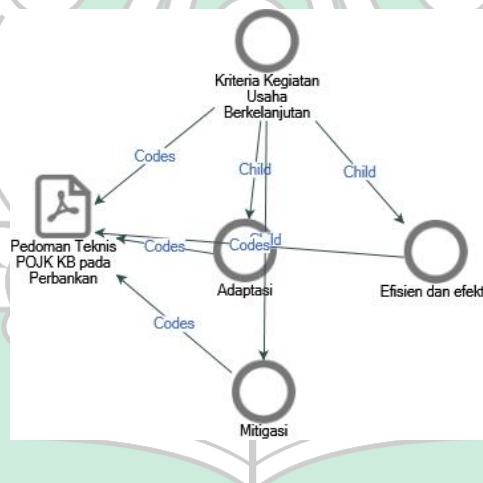 Kriteria Kegiatan
Usaha
Berkelanjutan
Codes
Child
Child
Pedoman Teknis
POJK KB pada
Perbankan
Codes
Codes
Child
Adaptasi
Efisien dan efekt
Codes
Mitigasi